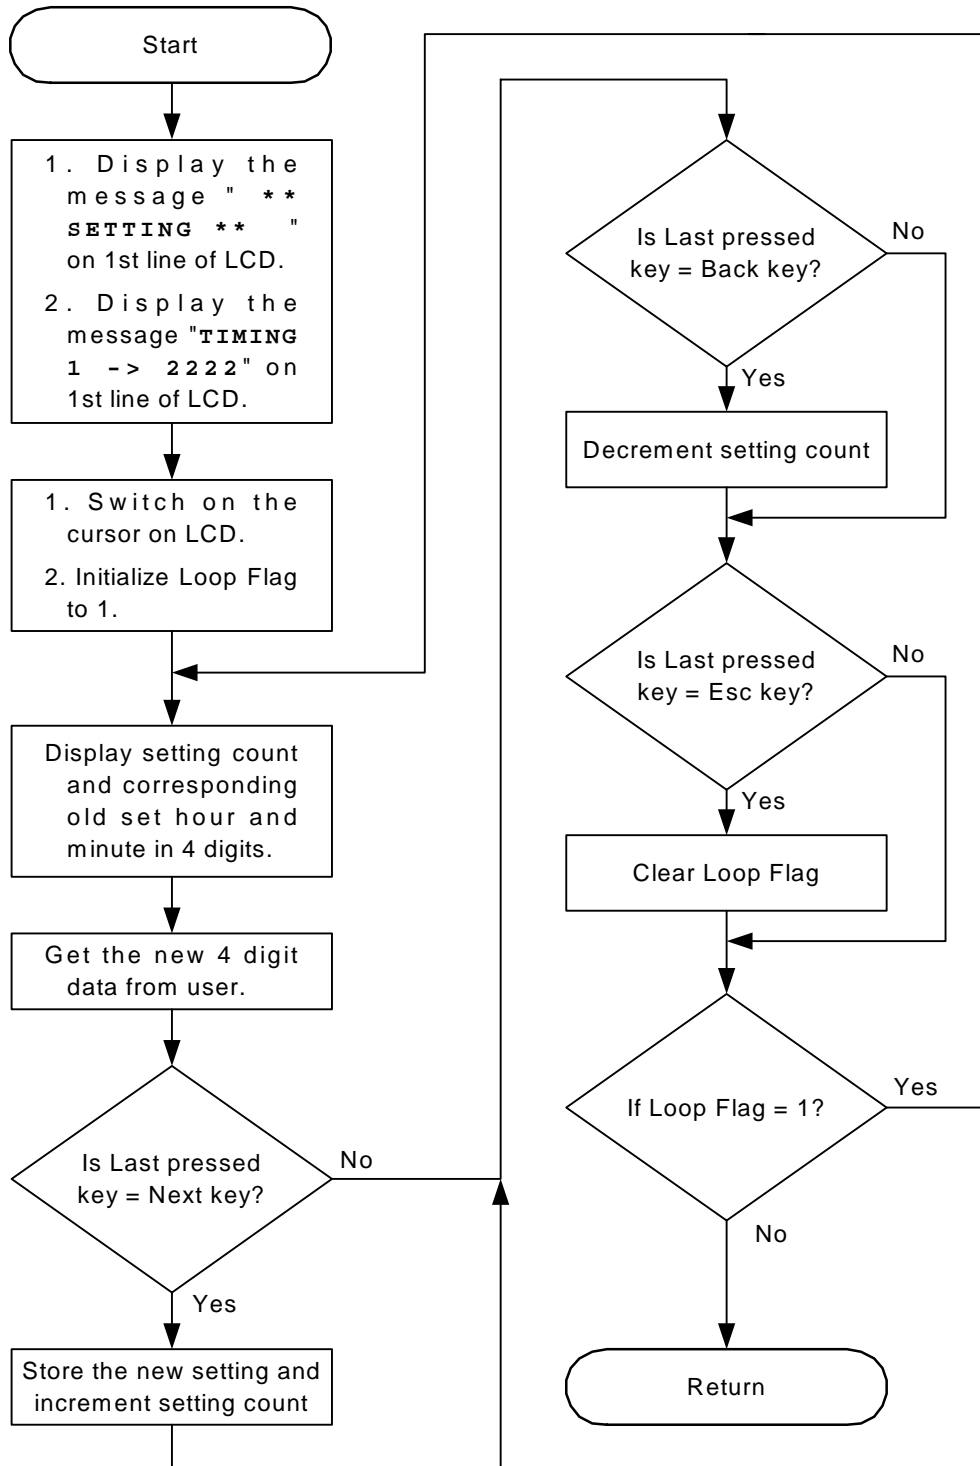 Start
1. Display the
message " **
SETTING ** "
on 1st line of LCD.
2. Display the
message "TIMING
1 -> 2222" on
1st line of LCD.
1. Switch on the
cursor on LCD.
2. Initialize Loop Flag
to 1.
Display setting count
and corresponding
old set hour and
minute in 4 digits.
Get the new 4 digit
data from user.
Is Last pressed
key = Next key?
No
Yes
Store the new setting and
increment setting count
Is Last pressed
key = Back key?
No
Yes
Decrement setting count
Is Last pressed
key = Esc key?
No
Yes
Clear Loop Flag
If Loop Flag = 1?
Yes
No
Return